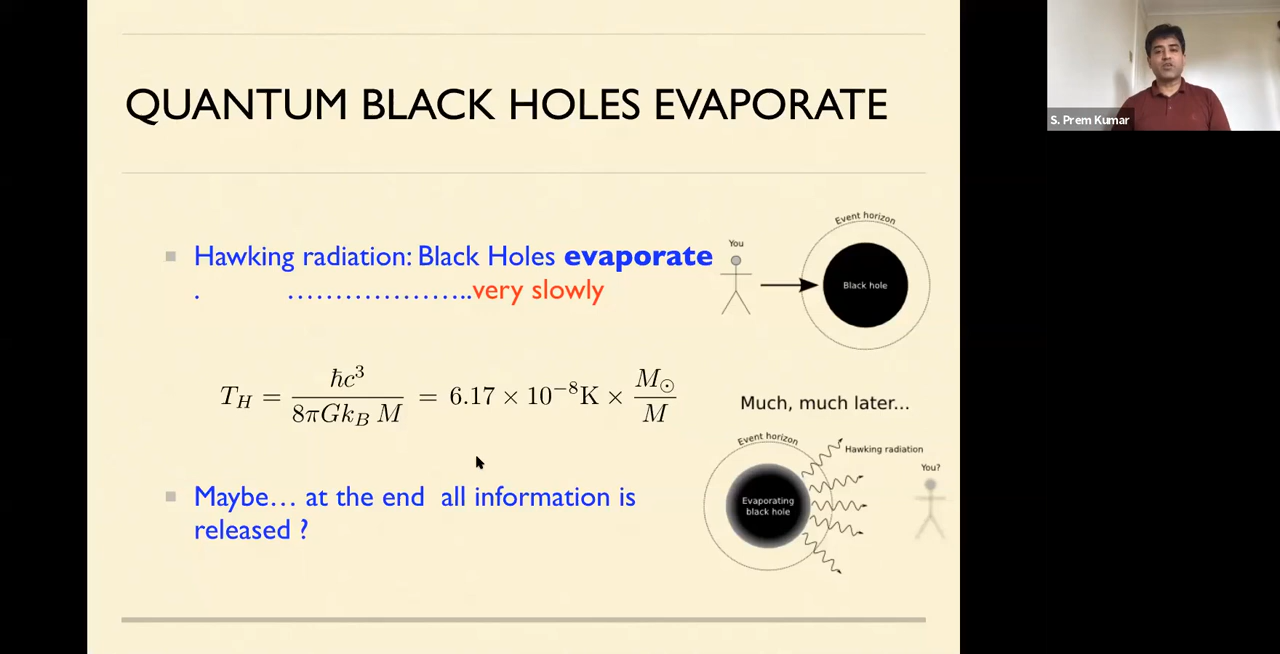 QUANTUM BLACK HOLES EVAPORATE
Hawking radiation: Black Holes evaporate
. ………………..very slowly
T_H = ħc³ / 8πGk_B M = 6.17 × 10⁻⁸K × M_⊙ / M
Maybe… at the end all information is
released ?
You
Event horizon
Black hole
Much, much later...
Event horizon
Hawking radiation
You?
Evaporating
black hole
S. Prem Kumar